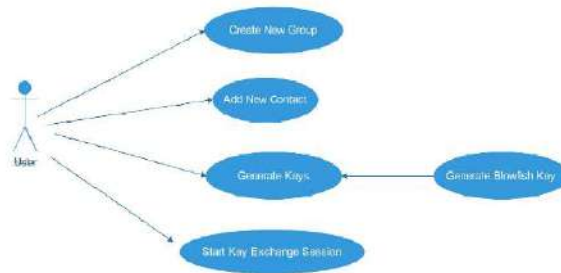 Create New Group
Add New Contact
User
Generate Keys
Generate Blowfish Key
Start Key Exchange Session